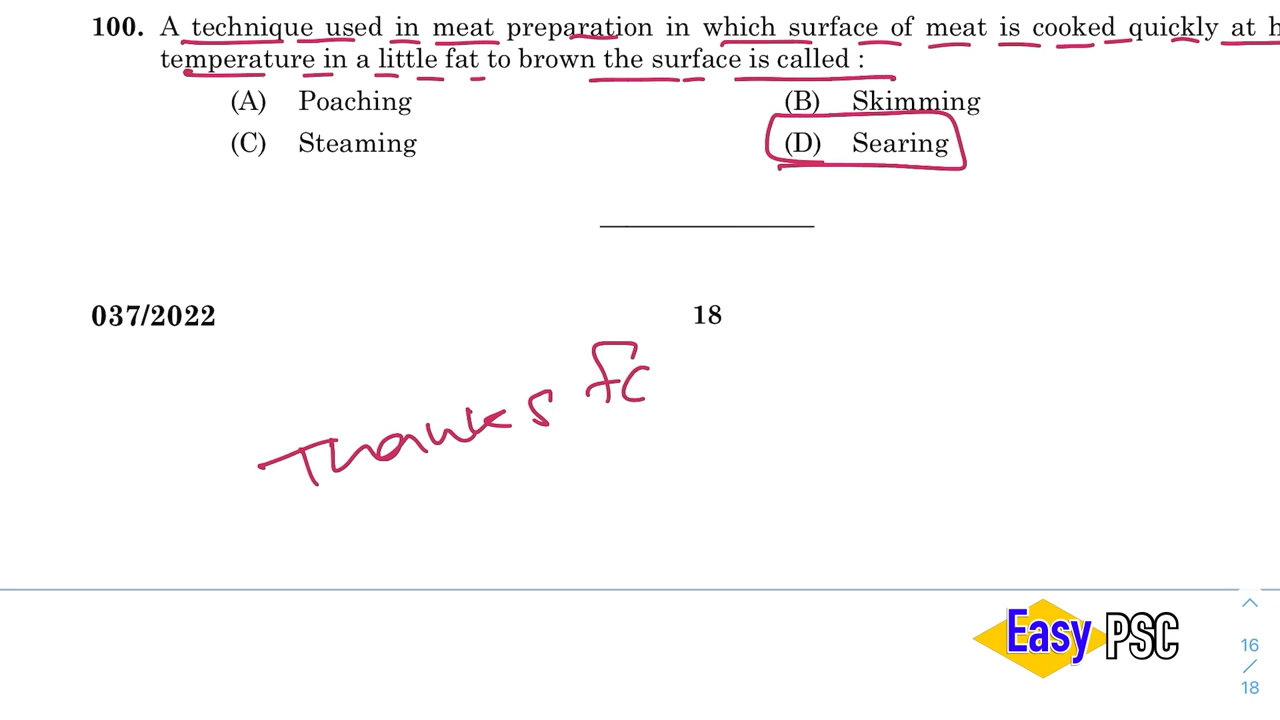 100. A technique used in meat preparation in which surface of meat is cooked quickly at h
temperature in a little fat to brown the surface is called :
(A) Poaching (B) Skimming
(C) Steaming (D) Searing
037/2022 18
Thanks fc
Easy PSC
16
/
18